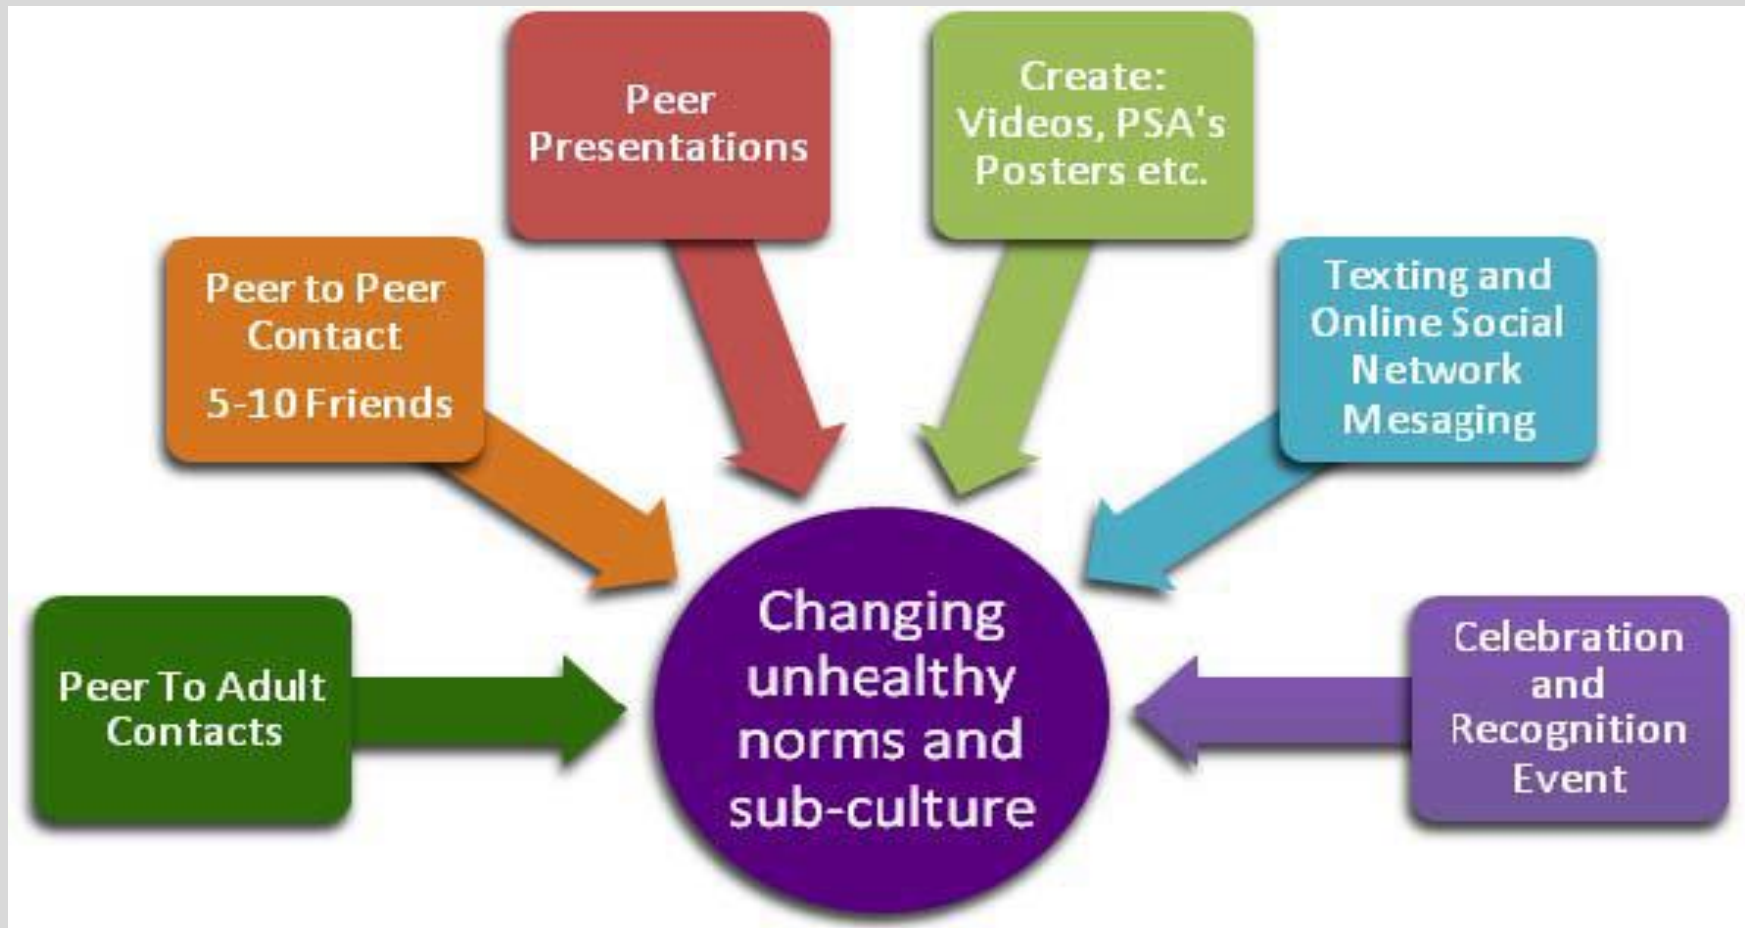 Peer
Presentations
Create:
Videos, PSA's
Posters etc.
Peer to Peer
Contact
5-10 Friends
Texting and
Online Social
Network
Mesaging
Peer To Adult
Contacts
Changing
unhealthy
norms and
sub-culture
Celebration
and
Recognition
Event